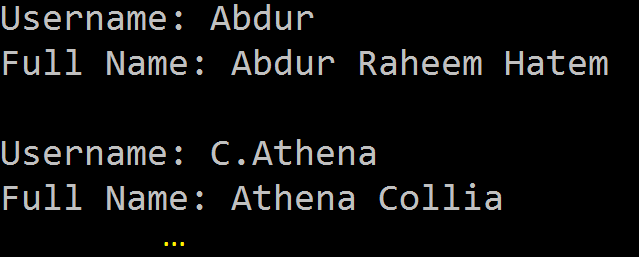 Username: Abdur
Full Name: Abdur Raheem Hatem
Username: C.Athena
Full Name: Athena Collia
...